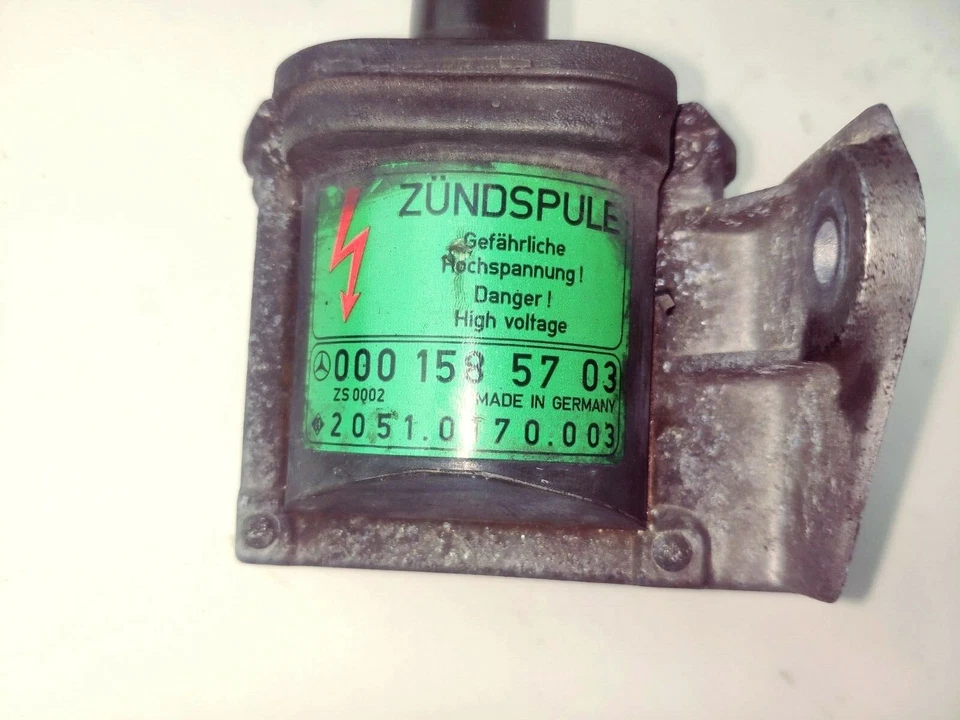 ZÜNDSPULE
Gefährliche
Hochspannung!
Danger!
High voltage
000 158 57 03
ZS 0002 MADE IN GERMANY
2051.0170.003